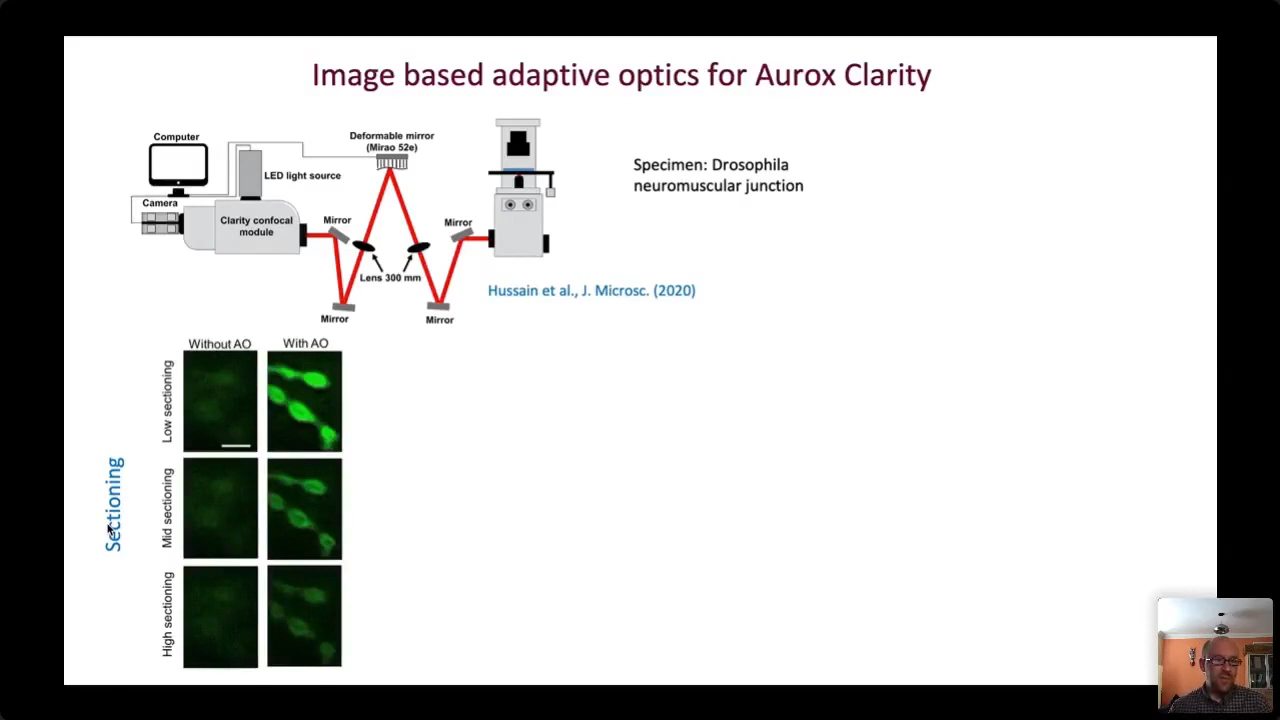 Image based adaptive optics for Aurox Clarity
Computer
Deformable mirror
(Mirao 52e)
LED light source
Camera
Clarity confocal
module
Mirror
Mirror
Lens 300 mm
Mirror
Mirror
Specimen: Drosophila
neuromuscular junction
Hussain et al., J. Microsc. (2020)
Without AO
With AO
Sectioning
Low sectioning
Mid sectioning
High sectioning